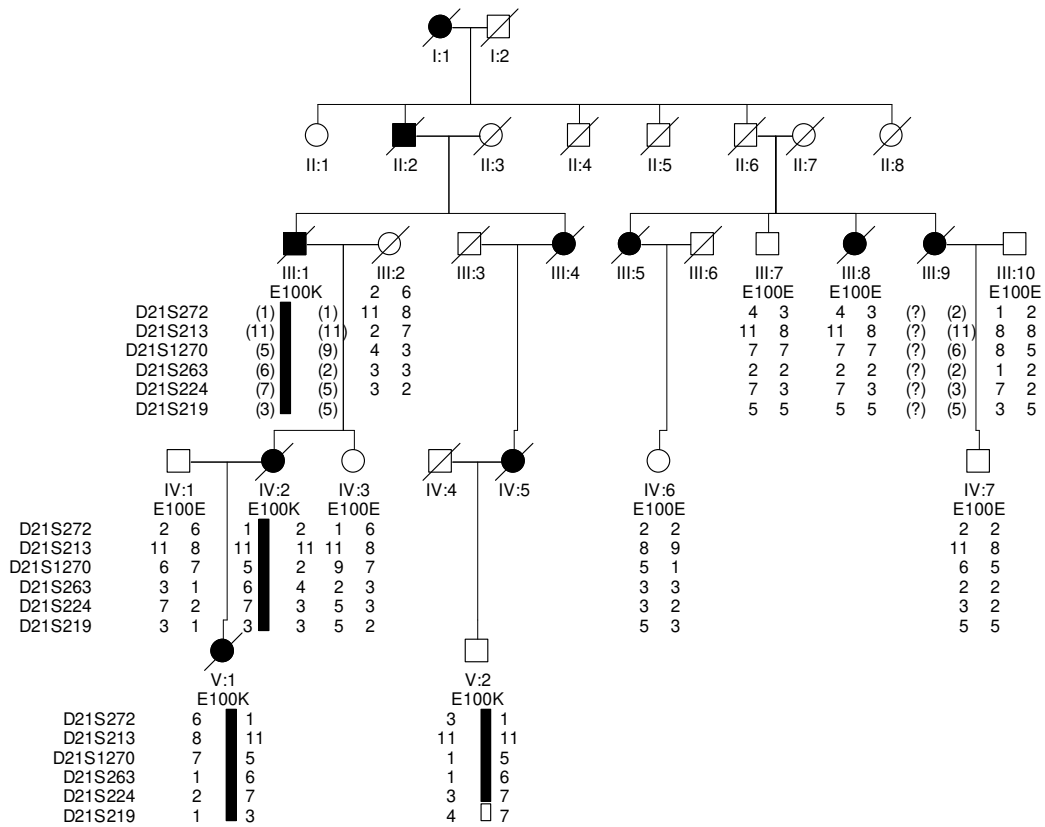 I:1 I:2
II:1 II:2 II:3 II:4 II:5 II:6 II:7 II:8
III:1 III:2 III:3 III:4 III:5 III:6 III:7 III:8 III:9 III:10
E100K 2 6 E100E E100E E100E
D21S272 (1) (1) 11 8 4 3 4 3 (?) (2) 1 2
D21S213 (11) (11) 2 7 11 8 11 8 (?) (11) 8 8
D21S1270 (5) (9) 4 3 7 7 7 7 (?) (6) 8 5
D21S263 (6) (2) 3 3 2 2 2 2 (?) (2) 1 2
D21S224 (7) (5) 3 2 7 3 7 3 (?) (3) 7 2
D21S219 (3) (5) 5 5 5 5 (?) (5) 3 5
IV:1 IV:2 IV:3 IV:4 IV:5 IV:6 IV:7
E100E E100K E100E E100E E100E
D21S272 2 6 1 2 1 6 2 2 2 2
D21S213 11 8 11 11 11 8 8 9 11 8
D21S1270 6 7 5 2 9 7 5 1 6 5
D21S263 3 1 6 4 2 3 3 3 2 2
D21S224 7 2 7 3 5 3 3 2 3 2
D21S219 3 1 3 3 5 2 5 3 5 5
V:1 V:2
E100K E100K
D21S272 6 1 3 1
D21S213 8 11 11 11
D21S1270 7 5 1 5
D21S263 1 6 1 6
D21S224 2 7 3 7
D21S219 1 3 4 7